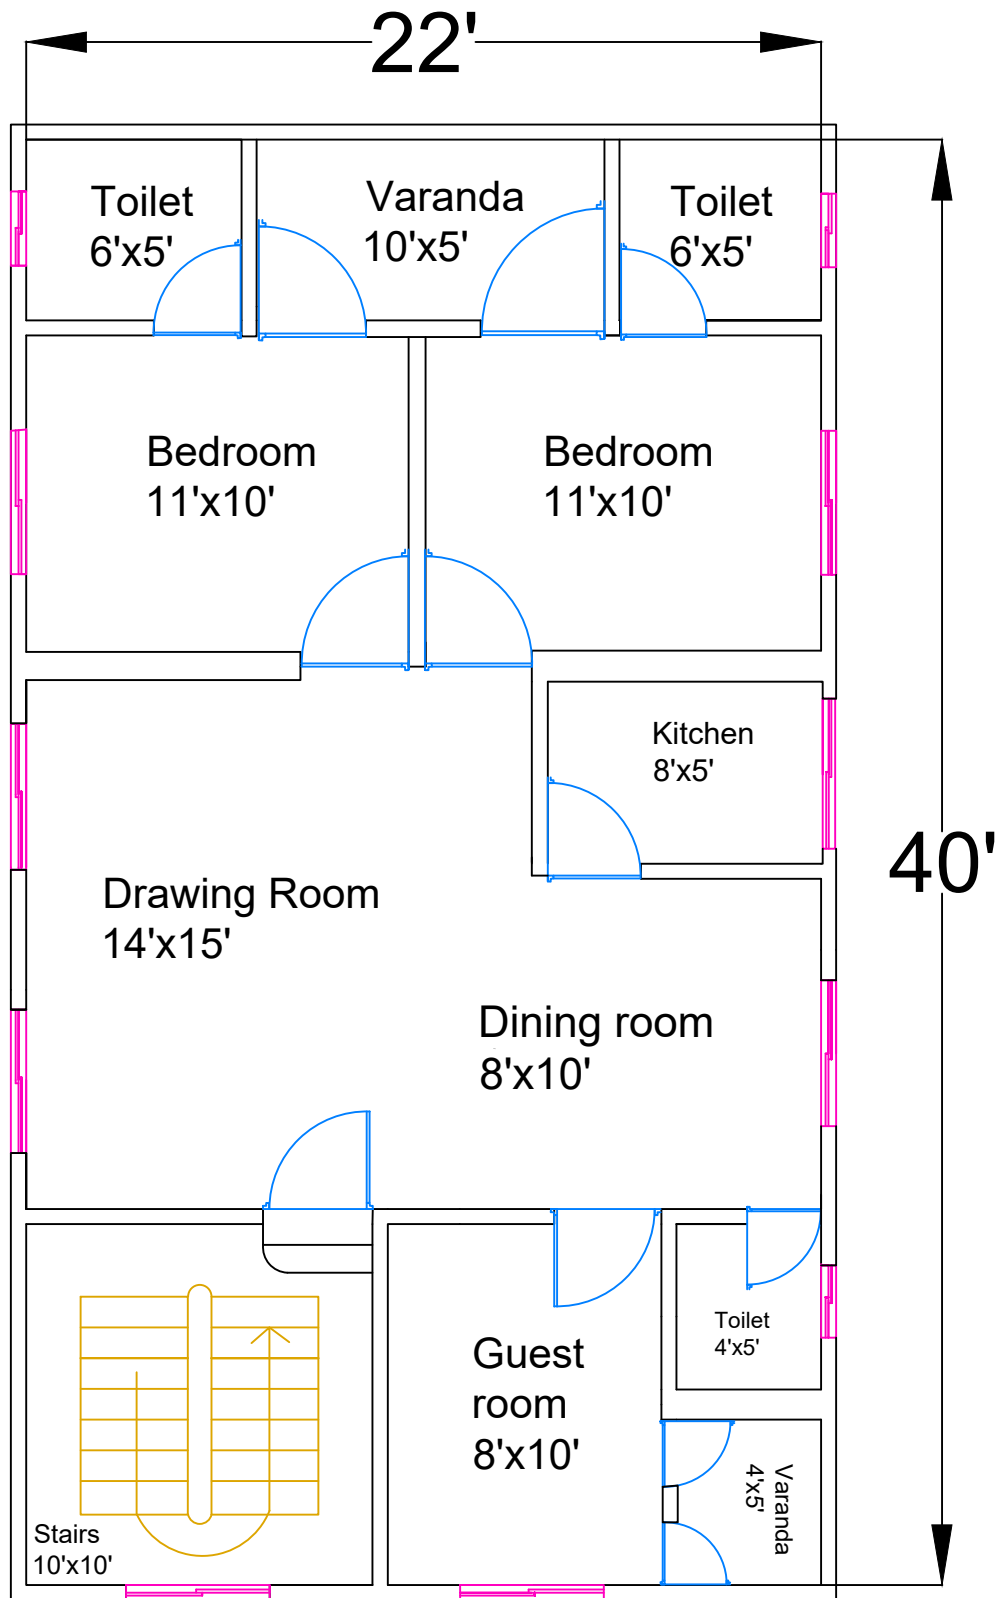 22'
Toilet
6'x5'
Varanda
10'x5'
Toilet
6'x5'
Bedroom
11'x10'
Bedroom
11'x10'
Kitchen
8'x5'
40'
Drawing Room
14'x15'
Dining room
8'x10'
Toilet
4'x5'
Guest
room
8'x10'
Varanda
4'x5'
Stairs
10'x10'